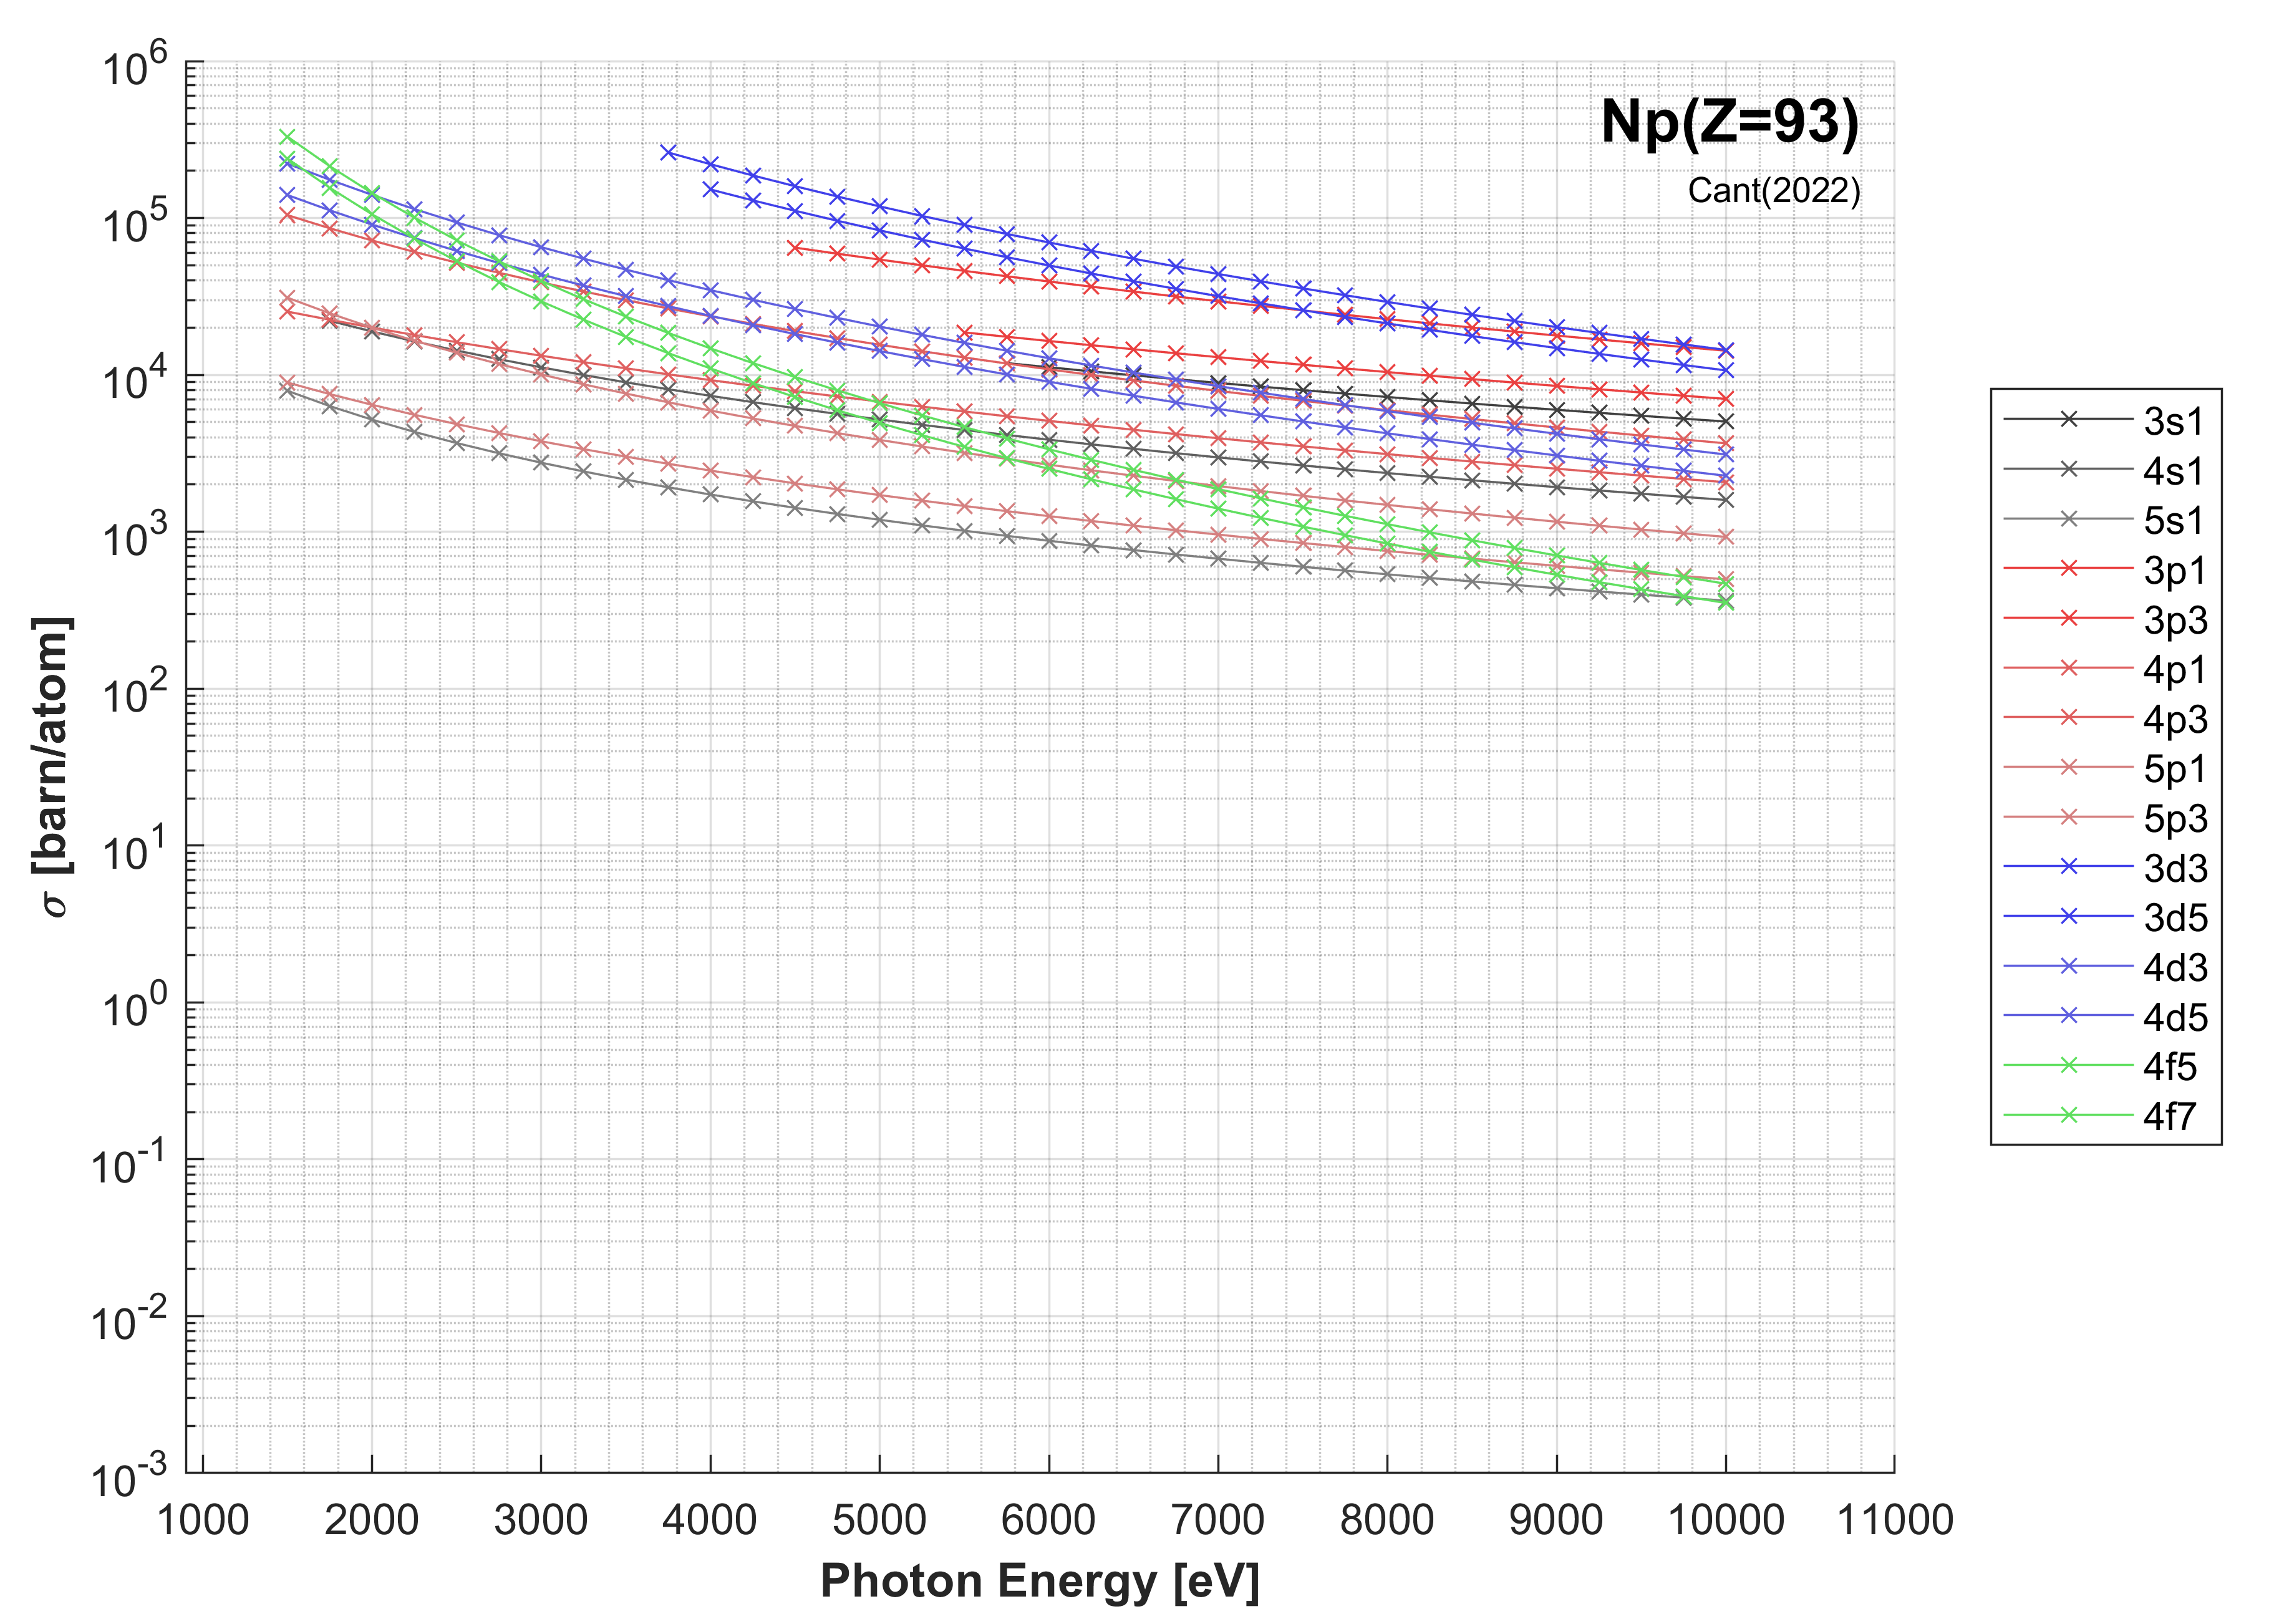 Np(Z=93)
Cant(2022)
10^6
10^5
10^4
10^3
10^2
10^1
10^0
10^-1
10^-2
10^-3
σ [barn/atom]
1000 2000 3000 4000 5000 6000 7000 8000 9000 10000 11000
Photon Energy [eV]
3s1
4s1
5s1
3p1
3p3
4p1
4p3
5p1
5p3
3d3
3d5
4d3
4d5
4f5
4f7